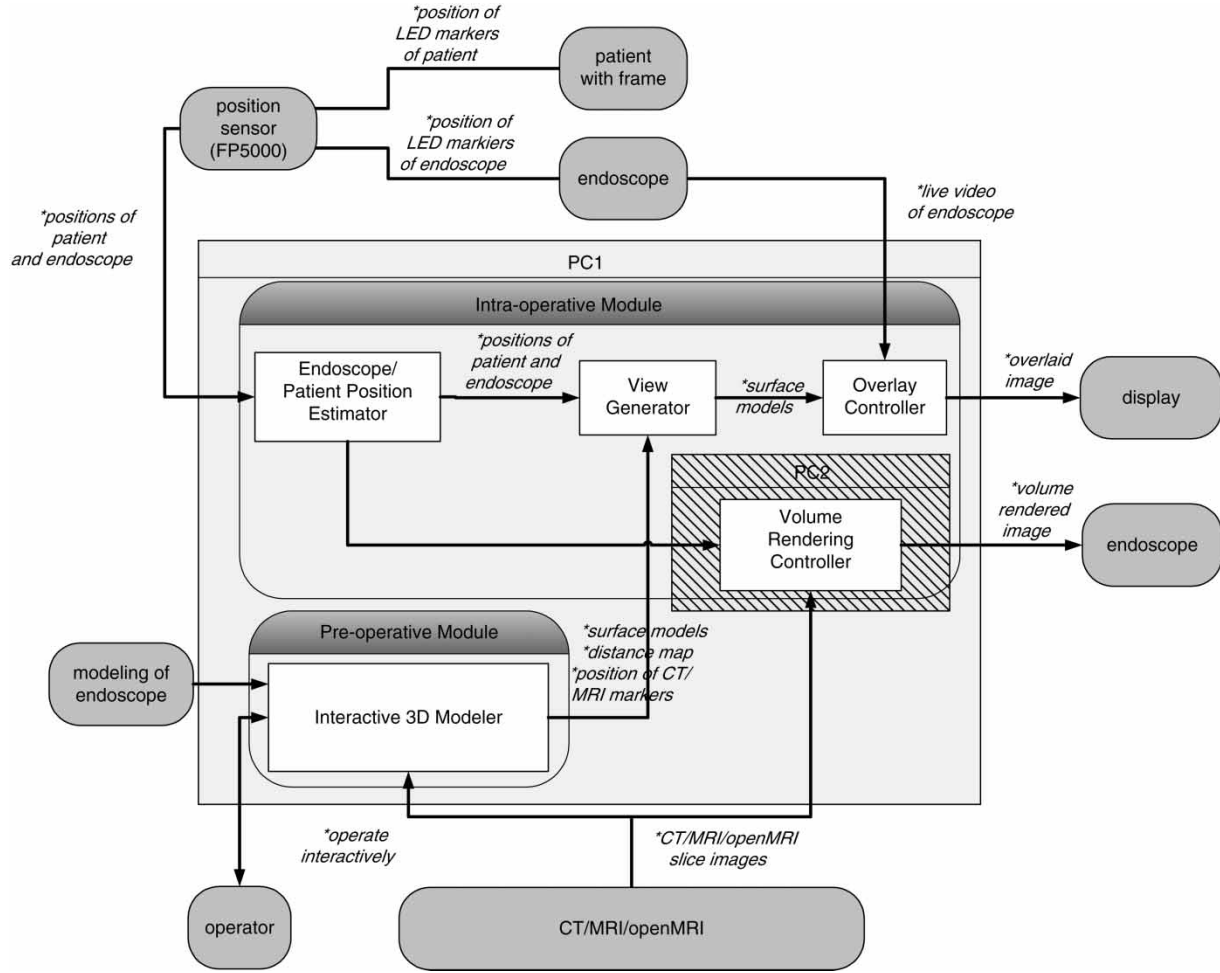 *position of
LED markers
of patient
patient
with frame
position
sensor
(FP5000)
*position of
LED markiers
of endoscope
endoscope
*live video
of endoscope
*positions of
patient
and endoscope
PC1
Intra-operative Module
Endoscope/
Patient Position
Estimator
*positions of
patient and
endoscope
View
Generator
*surface
models
Overlay
Controller
*overlaid
image
display
PC2
Volume
Rendering
Controller
*volume
rendered
image
endoscope
Pre-operative Module
*surface models
*distance map
*position of CT/
MRI markers
modeling of
endoscope
Interactive 3D Modeler
*operate
interactively
*CT/MRI/openMRI
slice images
operator
CT/MRI/openMRI